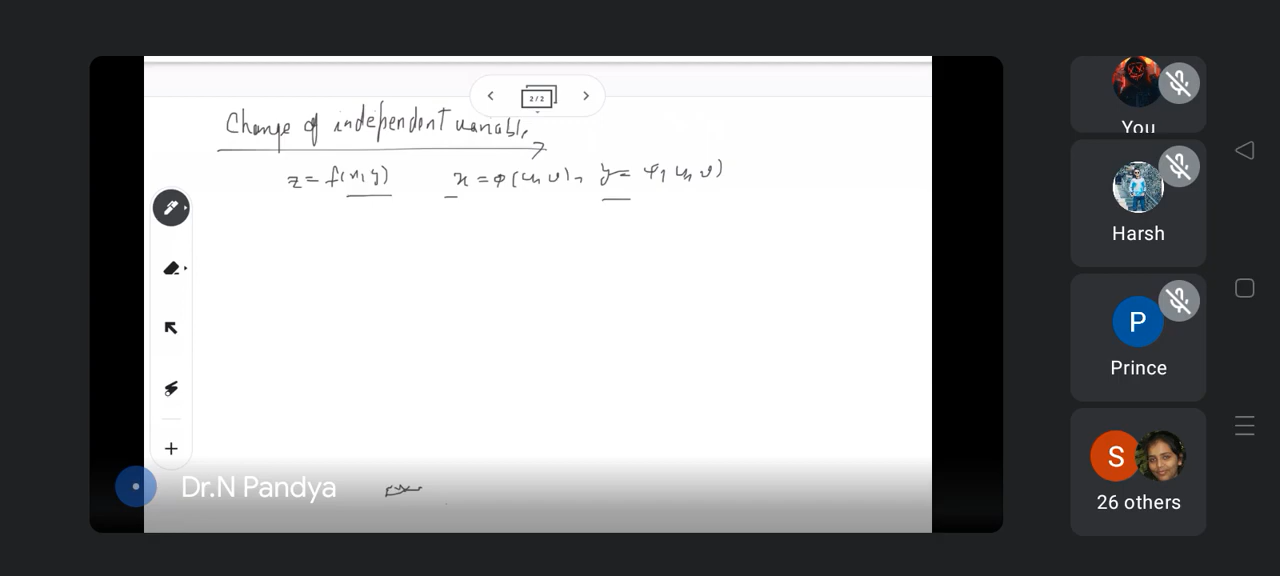 2/2
Change of independent variable
z = f(x, y) x = φ(u, v), y = ψ(u, v)
You
Harsh
P
Prince
Dr.N Pandya
S
26 others